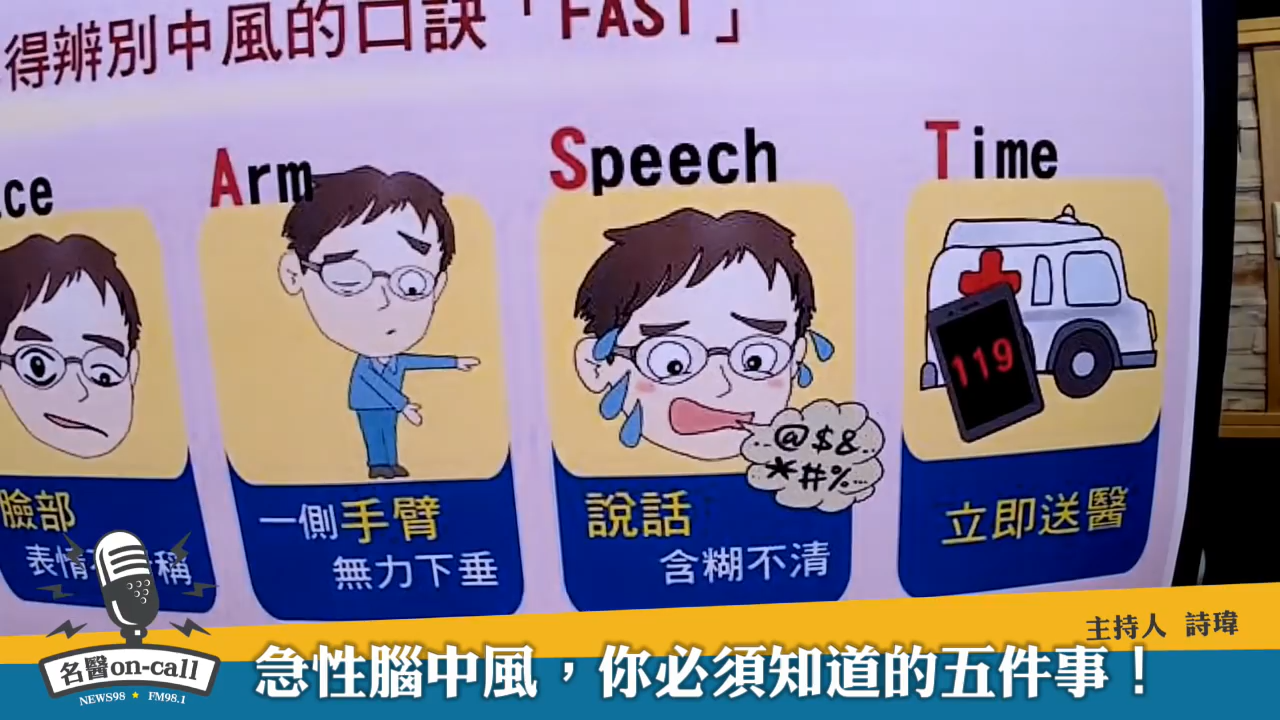 得辨別中風的口訣「FAST」
ce
Arm
Speech
Time
@$&
*#%...
119
臉部
表情不 稱
一側手臂
無力下垂
說話
含糊不清
立即送醫
主持人 詩瑋
名醫on-call
NEWS98 FM98.1
急性腦中風，你必須知道的五件事！